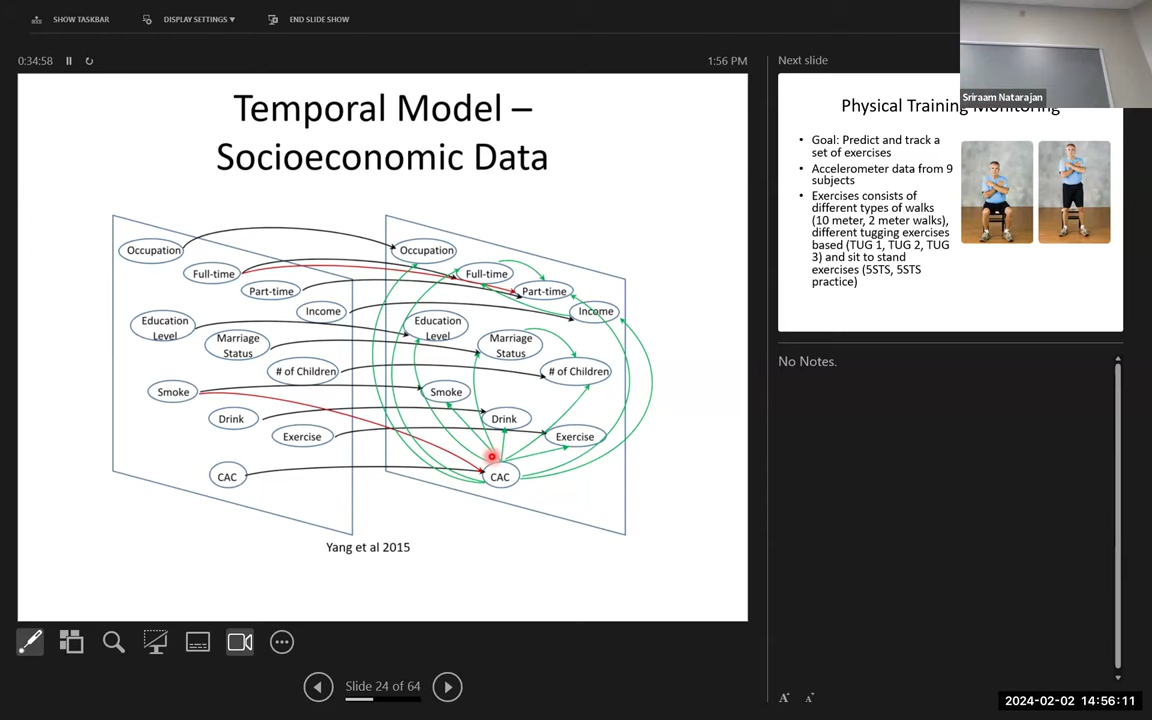 SHOW TASKBAR
DISPLAY SETTINGS ▼
END SLIDE SHOW
0:34:58
1:56 PM
Temporal Model –
Socioeconomic Data
Occupation
Full-time
Part-time
Income
Education
Level
Marriage
Status
# of Children
Smoke
Drink
Exercise
CAC
Occupation
Full-time
Part-time
Income
Education
Level
Marriage
Status
# of Children
Smoke
Drink
Exercise
CAC
Yang et al 2015
Slide 24 of 64
Next slide
Sriraam Natarajan
Physical Training Monitoring
• Goal: Predict and track a
set of exercises
• Accelerometer data from 9
subjects
• Exercises consists of
different types of walks
(10 meter, 2 meter walks),
different tugging exercises
based (TUG 1, TUG 2, TUG
3) and sit to stand
exercises (5STS, 5STS
practice)
No Notes.
A A
2024-02-02 14:56:11